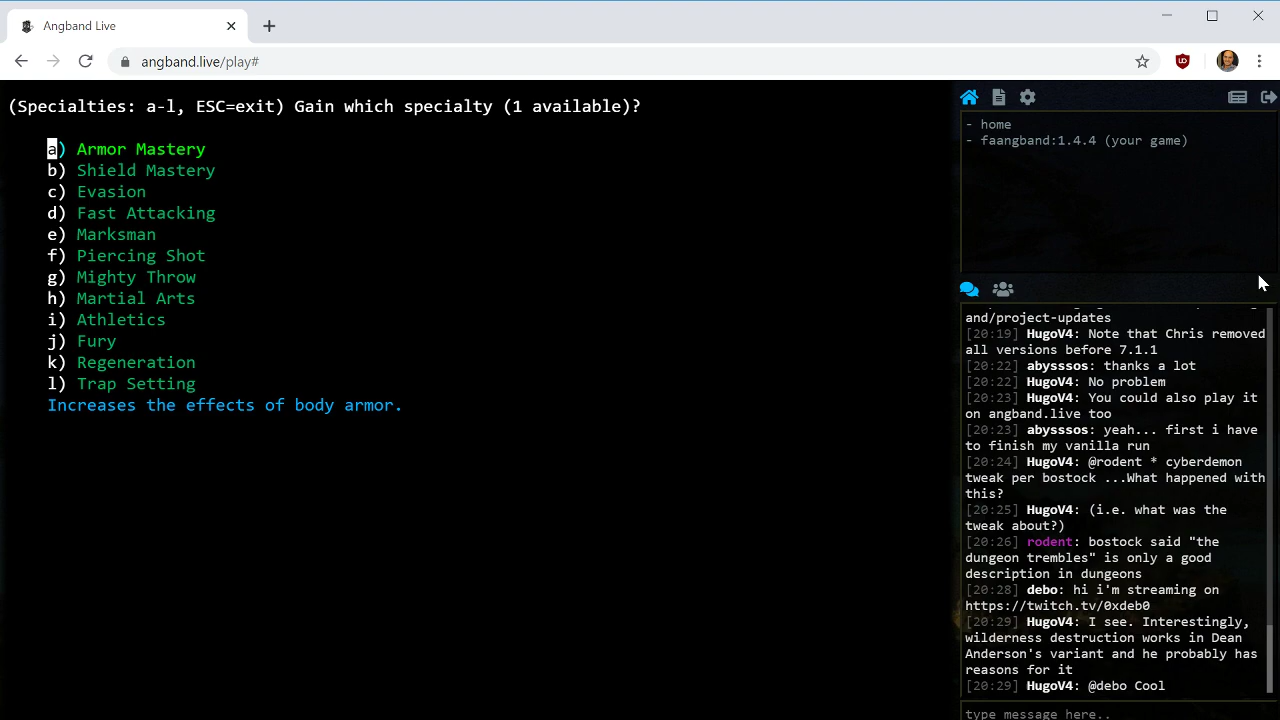 Angband Live
angband.live/play#
(Specialties: a-l, ESC=exit) Gain which specialty (1 available)?
a) Armor Mastery
b) Shield Mastery
c) Evasion
d) Fast Attacking
e) Marksman
f) Piercing Shot
g) Mighty Throw
h) Martial Arts
i) Athletics
j) Fury
k) Regeneration
l) Trap Setting
Increases the effects of body armor.
- home
- faangband:1.4.4 (your game)
and/project-updates
[20:19] HugoV4: Note that Chris removed
all versions before 7.1.1
[20:22] abysssos: thanks a lot
[20:22] HugoV4: No problem
[20:23] HugoV4: You could also play it
on angband.live too
[20:23] abysssos: yeah... first i have
to finish my vanilla run
[20:24] HugoV4: @rodent * cyberdemon
tweak per bostock ...What happened with
this?
[20:25] HugoV4: (i.e. what was the
tweak about?)
[20:26] rodent: bostock said "the
dungeon trembles" is only a good
description in dungeons
[20:28] debo: hi i'm streaming on
https://twitch.tv/0xdeb0
[20:29] HugoV4: I see. Interestingly,
wilderness destruction works in Dean
Anderson's variant and he probably has
reasons for it
[20:29] HugoV4: @debo Cool
type message here..